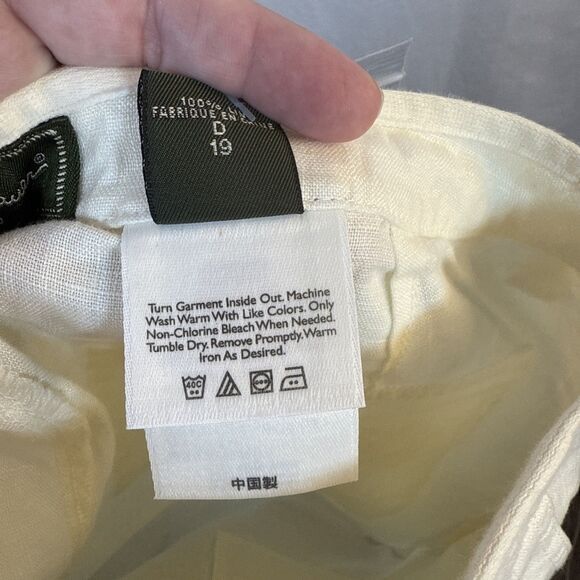 100%
FABRIQUE EN
D
19
Turn Garment Inside Out. Machine
Wash Warm With Like Colors. Only
Non-Chlorine Bleach When Needed.
Tumble Dry. Remove Promptly. Warm
Iron As Desired.
40C
中国製